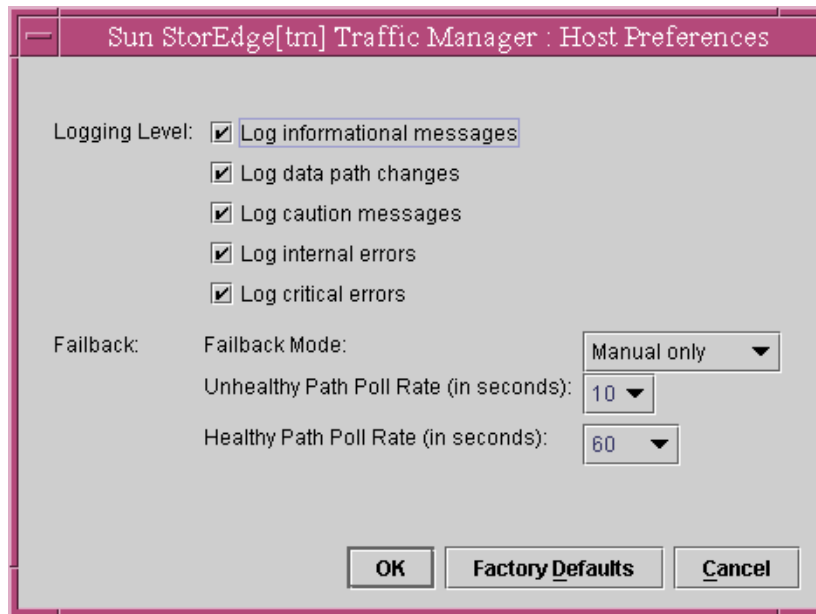 Sun StorEdge[tm] Traffic Manager : Host Preferences
Logging Level: Log informational messages
Log data path changes
Log caution messages
Log internal errors
Log critical errors
Failback: Failback Mode: Manual only
Unhealthy Path Poll Rate (in seconds): 10
Healthy Path Poll Rate (in seconds): 60
OK Factory Defaults Cancel